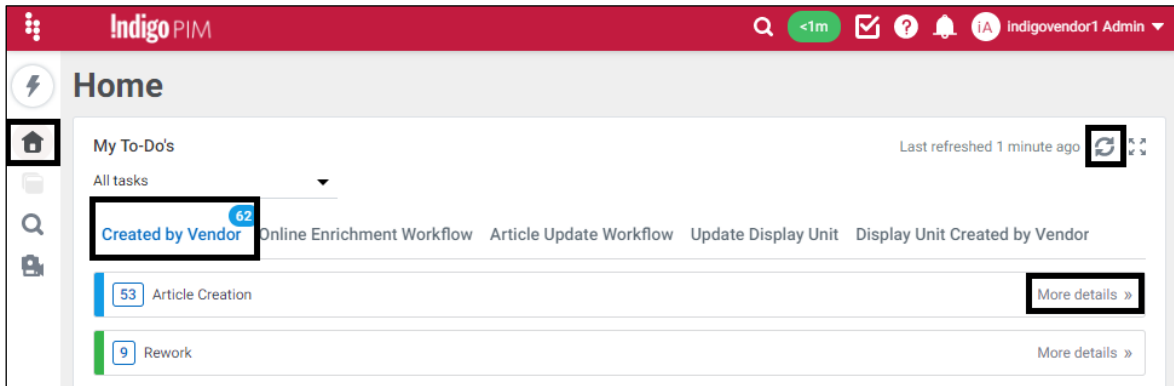 !ndigo PIM <1m iA indigovendor1 Admin
Home
My To-Do's Last refreshed 1 minute ago
All tasks
Created by Vendor 62 Online Enrichment Workflow Article Update Workflow Update Display Unit Display Unit Created by Vendor
53 Article Creation More details »
9 Rework More details »